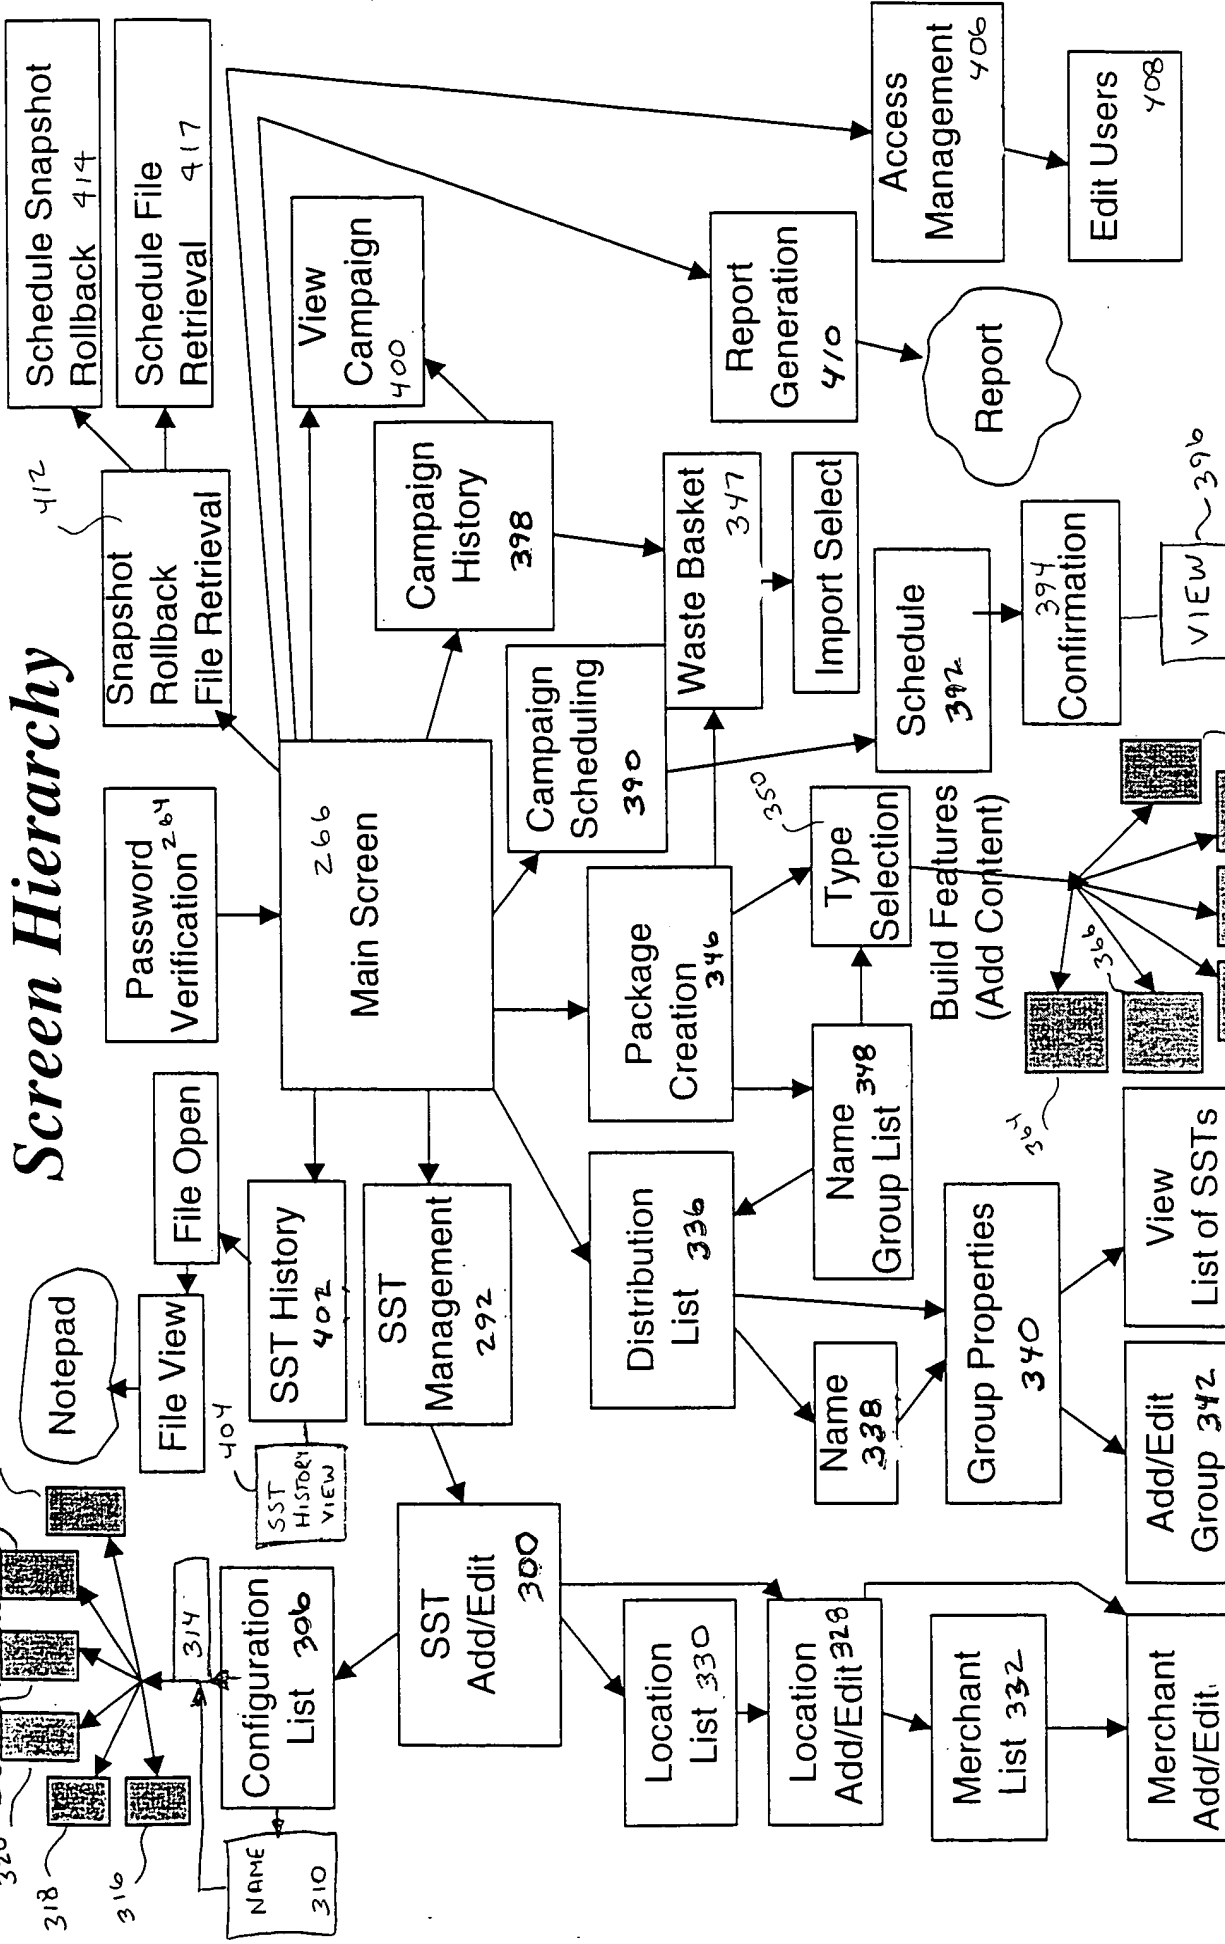 Screen Hierarchy
Schedule Snapshot
Rollback 414
Schedule File
Retrieval 417
412
Snapshot
Rollback
File Retrieval
Password
Verification 264
File Open
File View
Notepad
266
Main Screen
View
Campaign
400
Campaign
History
398
Campaign
Scheduling
390
Access
Management
406
Edit Users
408
Report
Generation
410
Report
Waste Basket
347
Import Select
Schedule
392
394
Confirmation
VIEW
396
SST History
402
404
SST
HISTORY
VIEW
SST
Management
292
SST
Add/Edit
300
Configuration
List 306
314
NAME
310
316
318
320
Package
Creation
346
350
Type
Selection
Build Features
(Add Content)
364
366
Name
Group List 348
Distribution
List 336
Name
338
Group Properties
340
View
List of SSTs
Add/Edit
Group 342
Location
List 330
Location
Add/Edit 328
Merchant
List 332
Merchant
Add/Edit